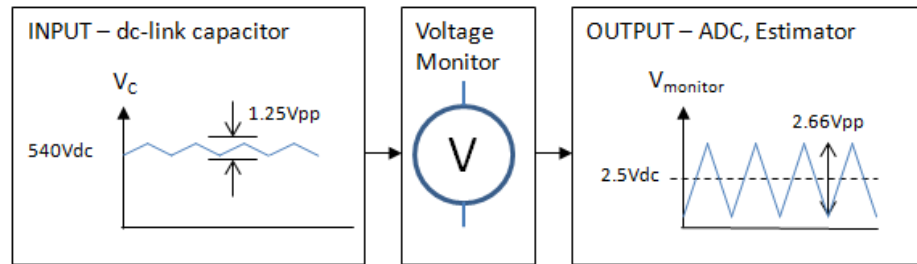 INPUT – dc-link capacitor
V_C
1.25Vpp
540Vdc
Voltage
Monitor
V
OUTPUT – ADC, Estimator
V_monitor
2.66Vpp
2.5Vdc